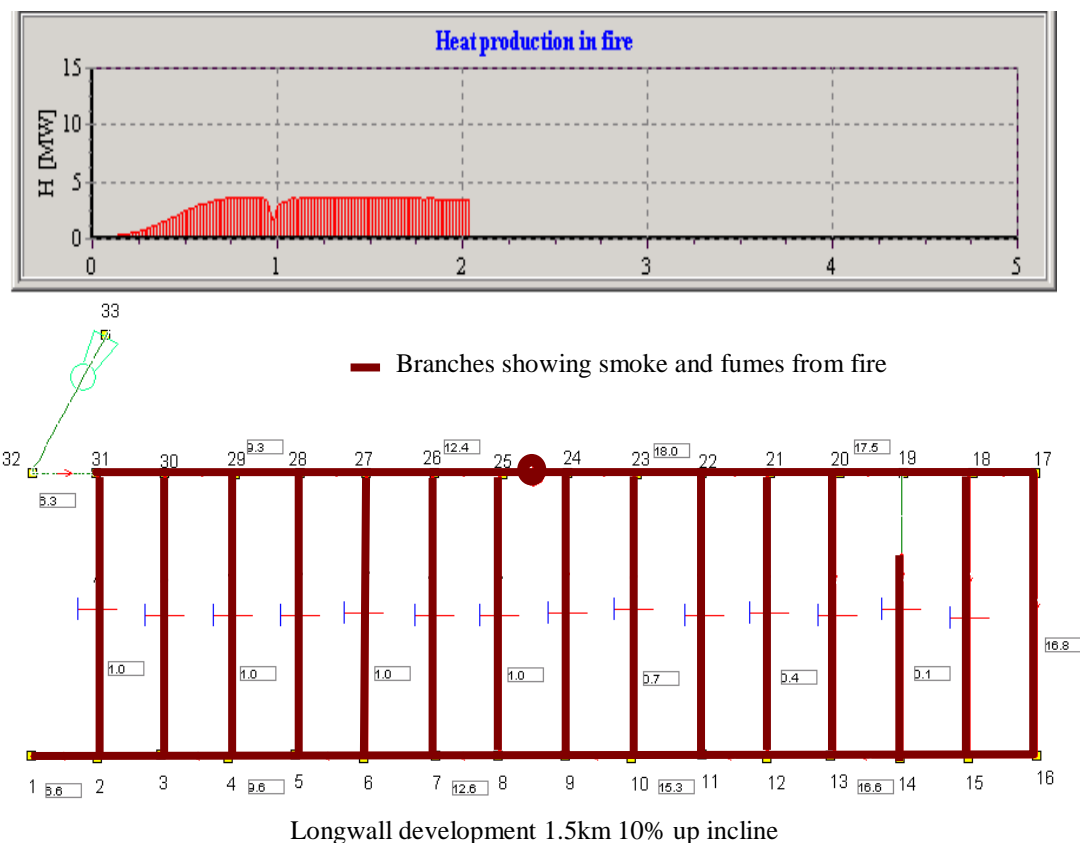 Heat production in fire
15
10
5
0
H [MW]
0 1 2 3 4 5
33
Branches showing smoke and fumes from fire
9.3 12.4 18.0 17.5
32 31 30 29 28 27 26 25 24 23 22 21 20 19 18 17
6.3
16.8
1.0 1.0 1.0 1.0 0.7 0.4 0.1
1 6.6 2 3 4 9.6 5 6 7 12.6 8 9 10 15.3 11 12 13 16.6 14 15 16
Longwall development 1.5km 10% up incline